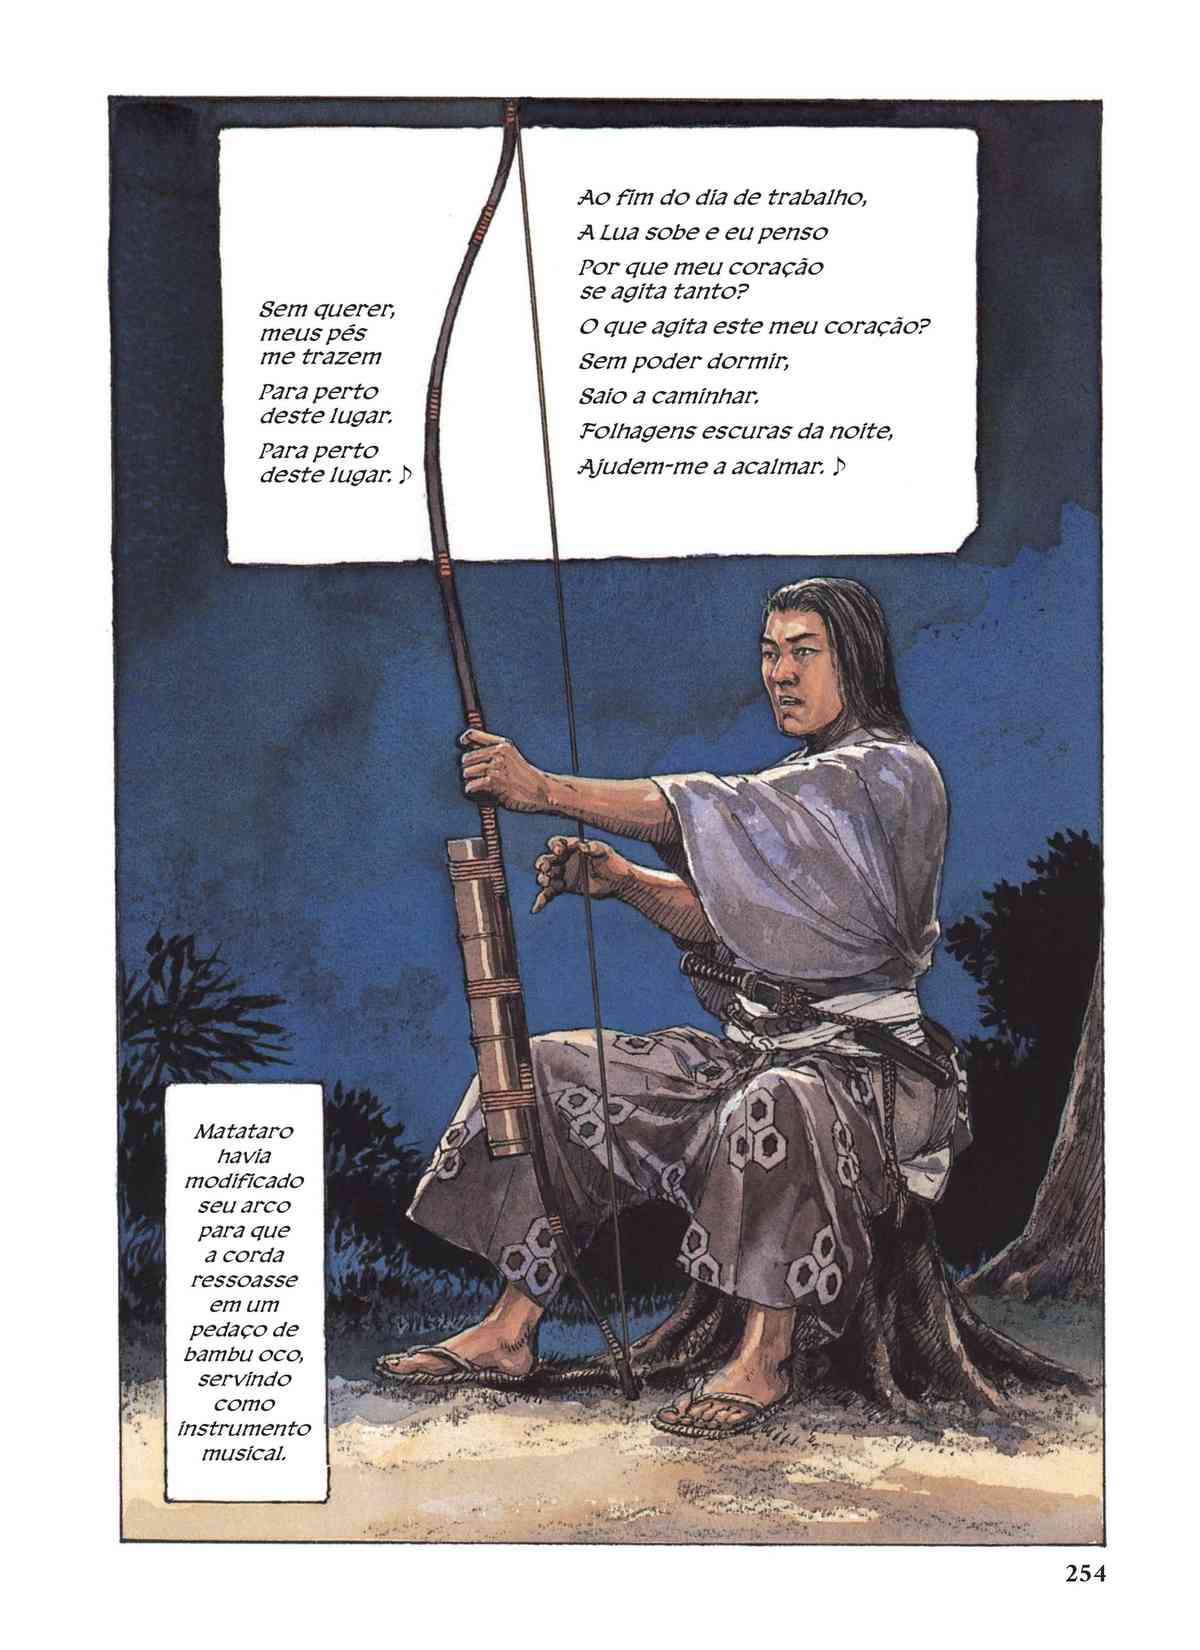 Ao fim do dia de trabalho,
A Lua sobe e eu penso
Por que meu coração
se agita tanto?
O que agita este meu coração?
Sem poder dormir,
Saio a caminhar.
Folhagens escuras da noite,
Ajudem-me a acalmar. ♪
Sem querer,
meus pés
me trazem
Para perto
deste lugar.
Para perto
deste lugar. ♪
Matataro
havia
modificado
seu arco
para que
a corda
ressoasse
em um
pedaço de
bambu oco,
servindo
como
instrumento
musical.
254